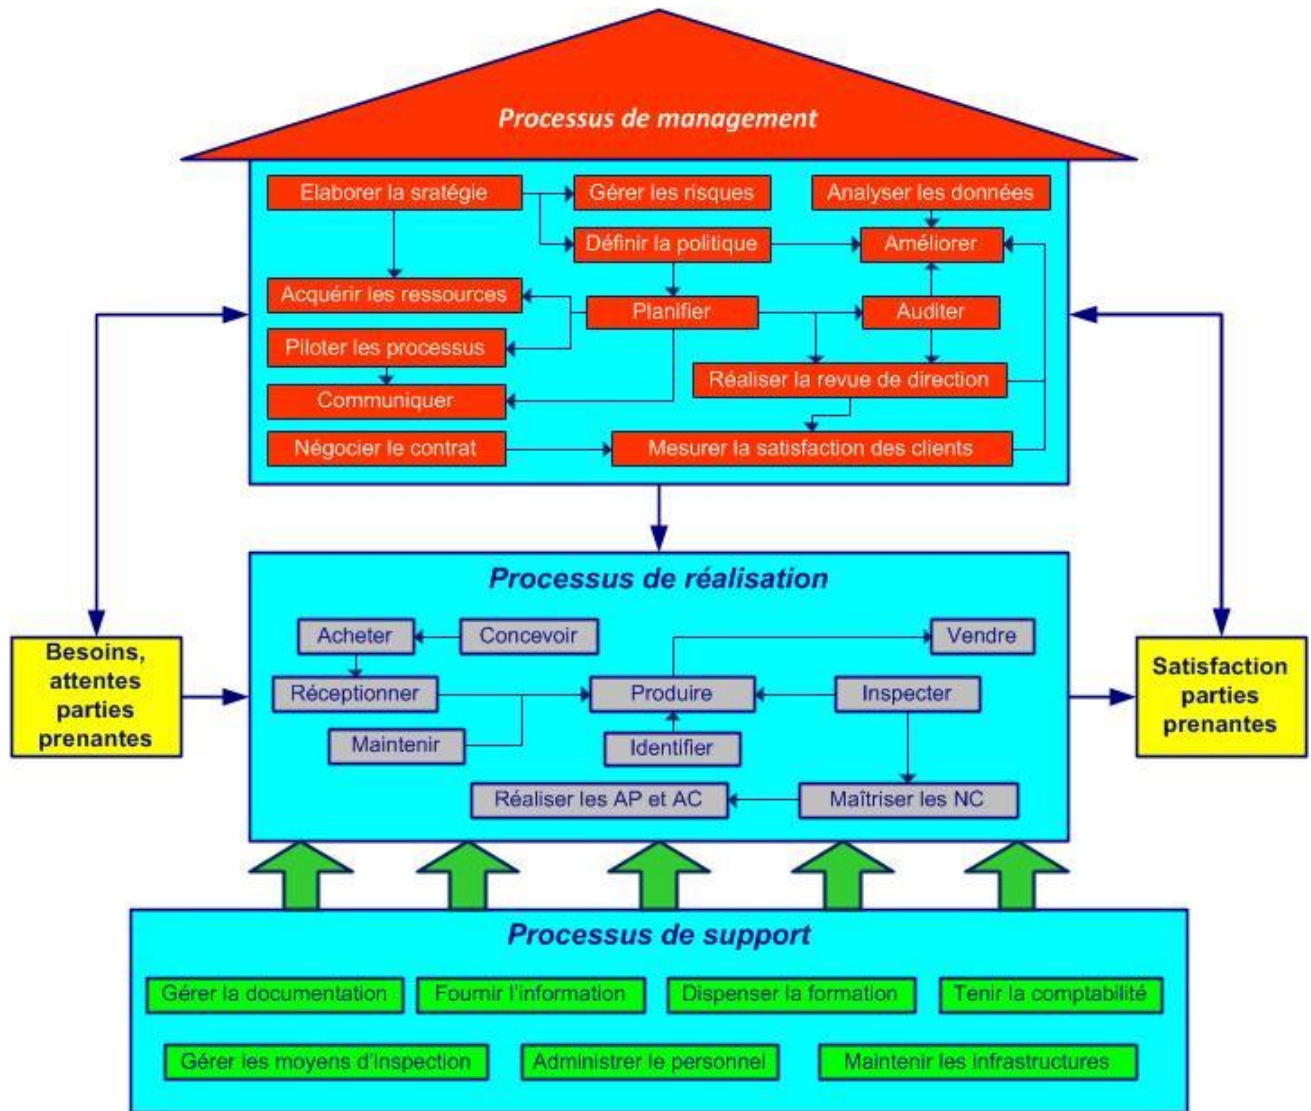 Processus de management
Elaborer la sratégie
Gérer les risques
Analyser les données
Définir la politique
Améliorer
Acquérir les ressources
Planifier
Auditer
Piloter les processus
Réaliser la revue de direction
Communiquer
Négocier le contrat
Mesurer la satisfaction des clients
Processus de réalisation
Acheter
Concevoir
Vendre
Besoins,
attentes
parties
prenantes
Réceptionner
Produire
Inspecter
Satisfaction
parties
prenantes
Maintenir
Identifier
Réaliser les AP et AC
Maîtriser les NC
Processus de support
Gérer la documentation
Fournir l'information
Dispenser la formation
Tenir la comptabilité
Gérer les moyens d'inspection
Administrer le personnel
Maintenir les infrastructures